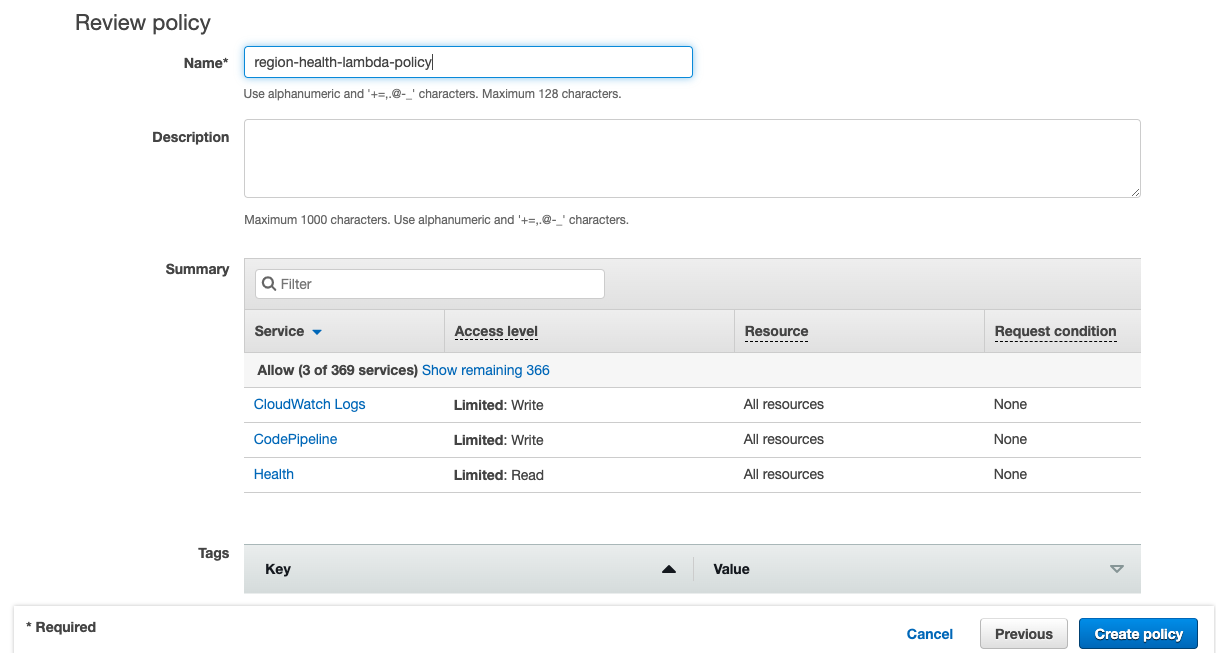 Review policy
Name*
region-health-lambda-policy
Use alphanumeric and '+=,.@-_' characters. Maximum 128 characters.
Description
Maximum 1000 characters. Use alphanumeric and '+=,.@-_' characters.
Summary
Filter
Service Access level Resource Request condition
Allow (3 of 369 services) Show remaining 366
CloudWatch Logs Limited: Write All resources None
CodePipeline Limited: Write All resources None
Health Limited: Read All resources None
Tags
Key Value
* Required
Cancel Previous Create policy